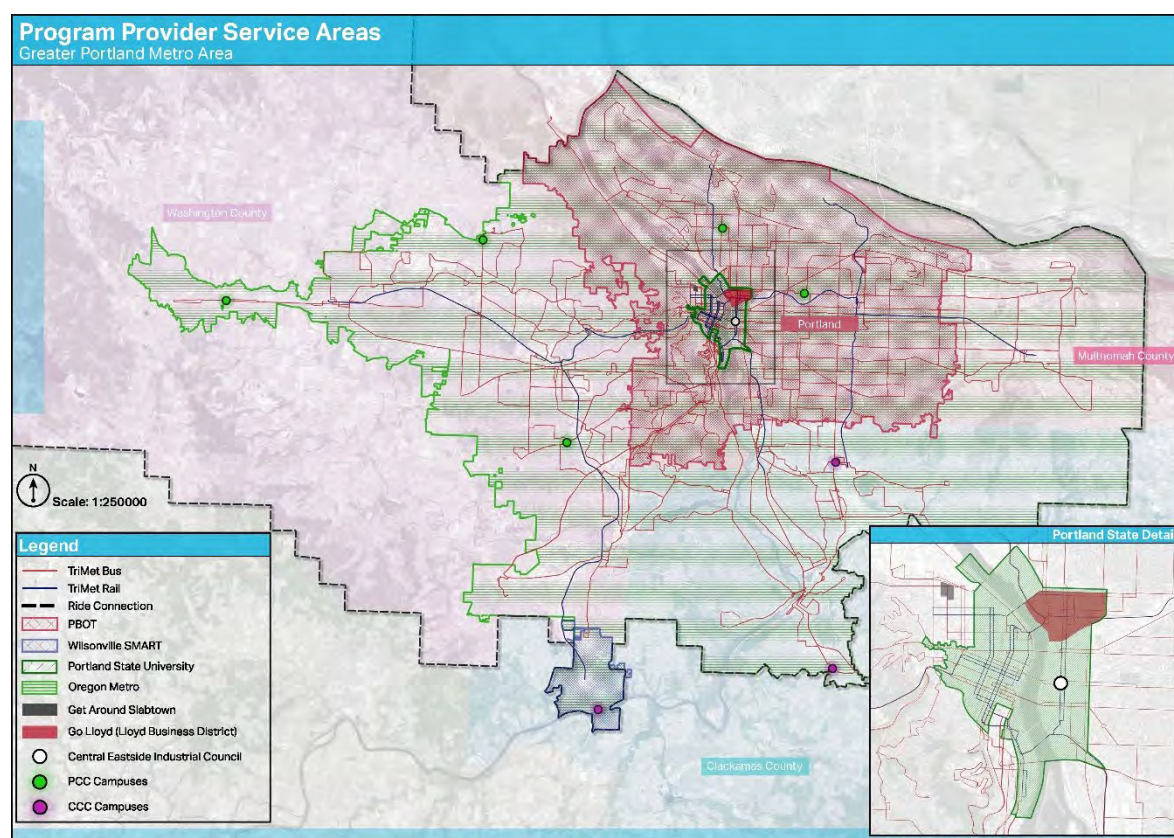 Program Provider Service Areas
Greater Portland Metro Area
Washington County
Portland
Multnomah County
N
Scale: 1:250000
Legend
TriMet Bus
TriMet Rail
Ride Connection
PBOT
Wilsonville SMART
Portland State University
Oregon Metro
Get Around Slabtown
Go Lloyd (Lloyd Business District)
Central Eastside Industrial Council
PCC Campuses
CCC Campuses
Clackamas County
Portland State Detail